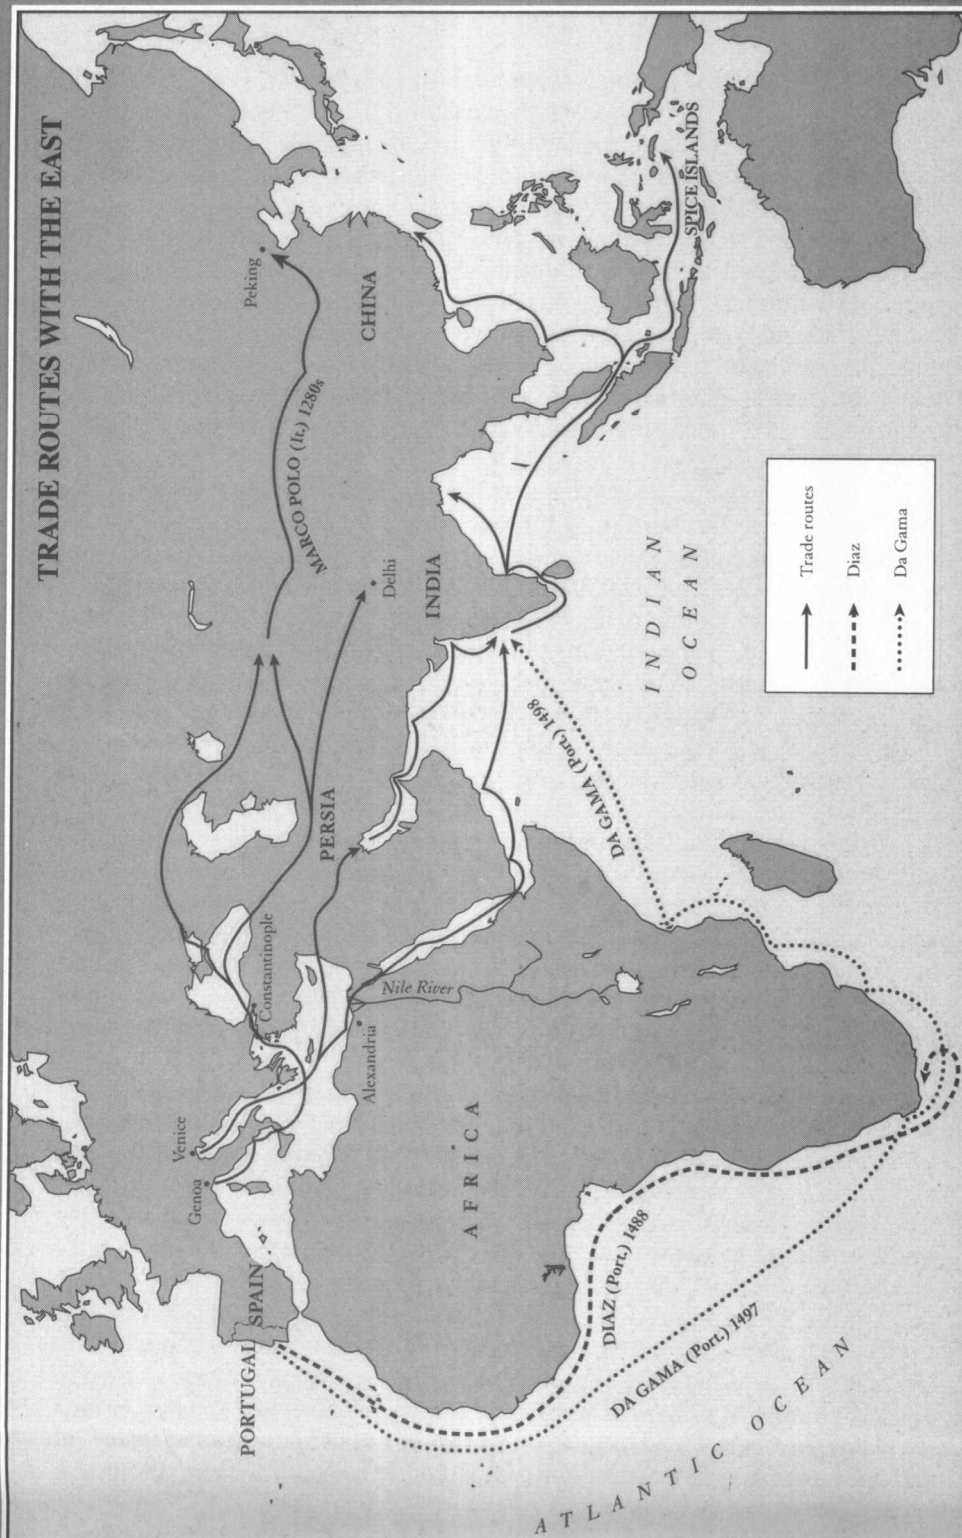 TRADE ROUTES WITH THE EAST
Peking
CHINA
MARCO POLO (It.) 1280s
Delhi
INDIA
PERSIA
Constantinople
Venice
Genoa
Alexandria
Nile River
AFRICA
SPAIN
PORTUGAL
SPICE ISLANDS
INDIAN
OCEAN
DA GAMA (Port.) 1498
DIAZ (Port.) 1488
DA GAMA (Port.) 1497
ATLANTIC OCEAN
Trade routes
Diaz
Da Gama